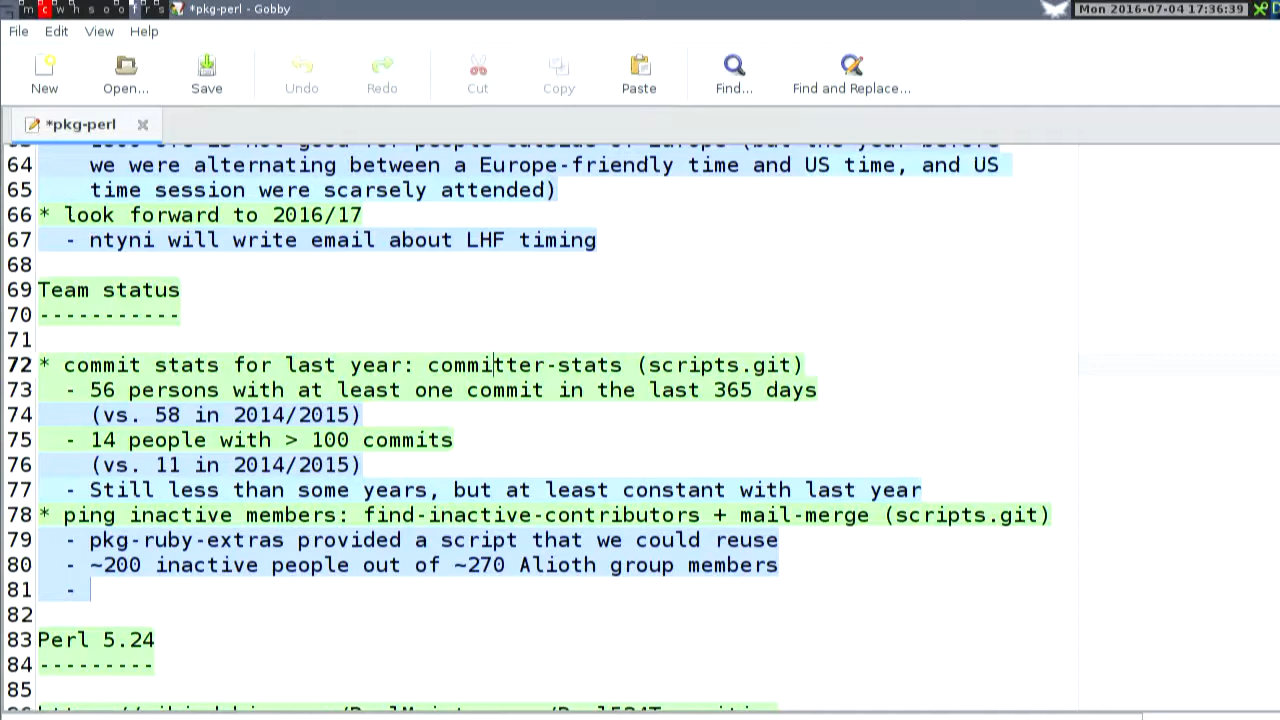 m c w h s o o f r s *pkg-perl - Gobby Mon 2016-07-04 17:36:39
File Edit View Help
New Open... Save Undo Redo Cut Copy Paste Find... Find and Replace...
*pkg-perl
64 we were alternating between a Europe-friendly time and US time, and US
65 time session were scarsely attended)
66 * look forward to 2016/17
67 - ntyni will write email about LHF timing
68
69 Team status
70 -----------
71
72 * commit stats for last year: committer-stats (scripts.git)
73 - 56 persons with at least one commit in the last 365 days
74 (vs. 58 in 2014/2015)
75 - 14 people with > 100 commits
76 (vs. 11 in 2014/2015)
77 - Still less than some years, but at least constant with last year
78 * ping inactive members: find-inactive-contributors + mail-merge (scripts.git)
79 - pkg-ruby-extras provided a script that we could reuse
80 - ~200 inactive people out of ~270 Alioth group members
81 -
82
83 Perl 5.24
84 ---------
85